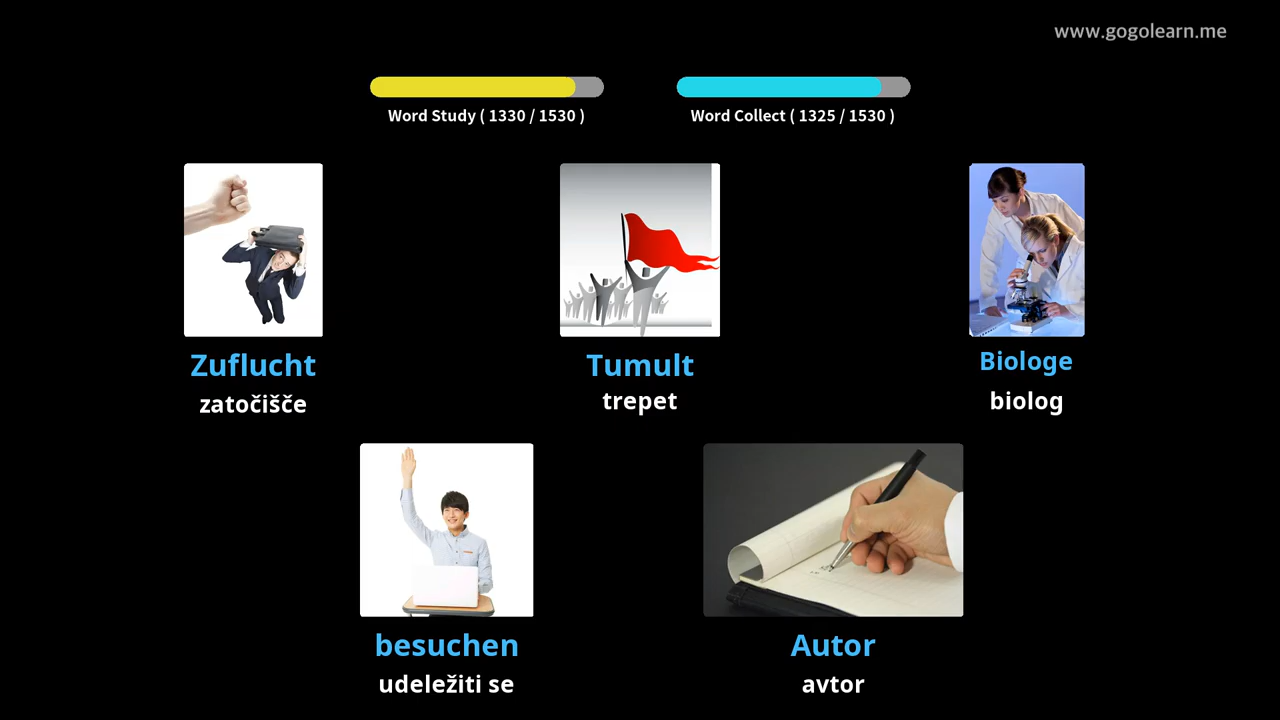 www.gogolearn.me
Word Study ( 1330 / 1530 )
Word Collect ( 1325 / 1530 )
Zuflucht
zatočišče
Tumult
trepet
Biologe
biolog
besuchen
udeležiti se
Autor
avtor